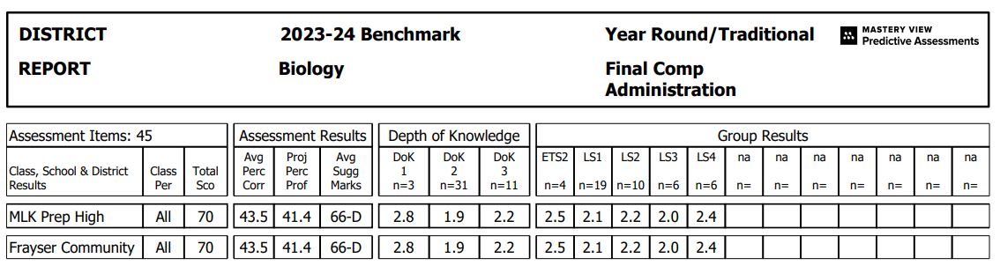 DISTRICT 2023-24 Benchmark Year Round/Traditional MASTERY VIEW
Predictive Assessments
REPORT Biology Final Comp
Administration
Assessment Items: 45 Assessment Results Depth of Knowledge Group Results
Class, School & District Results Class Per Total Sco Avg Perc Corr Proj Perc Prof Avg Sugg Marks DoK 1 n=3 DoK 2 n=31 DoK 3 n=11 ETS2 n=4 LS1 n=19 LS2 n=10 LS3 n=6 LS4 n=6 na n= na n= na n= na n= na n= na n= na n=
MLK Prep High All 70 43.5 41.4 66-D 2.8 1.9 2.2 2.5 2.1 2.2 2.0 2.4
Frayser Community All 70 43.5 41.4 66-D 2.8 1.9 2.2 2.5 2.1 2.2 2.0 2.4